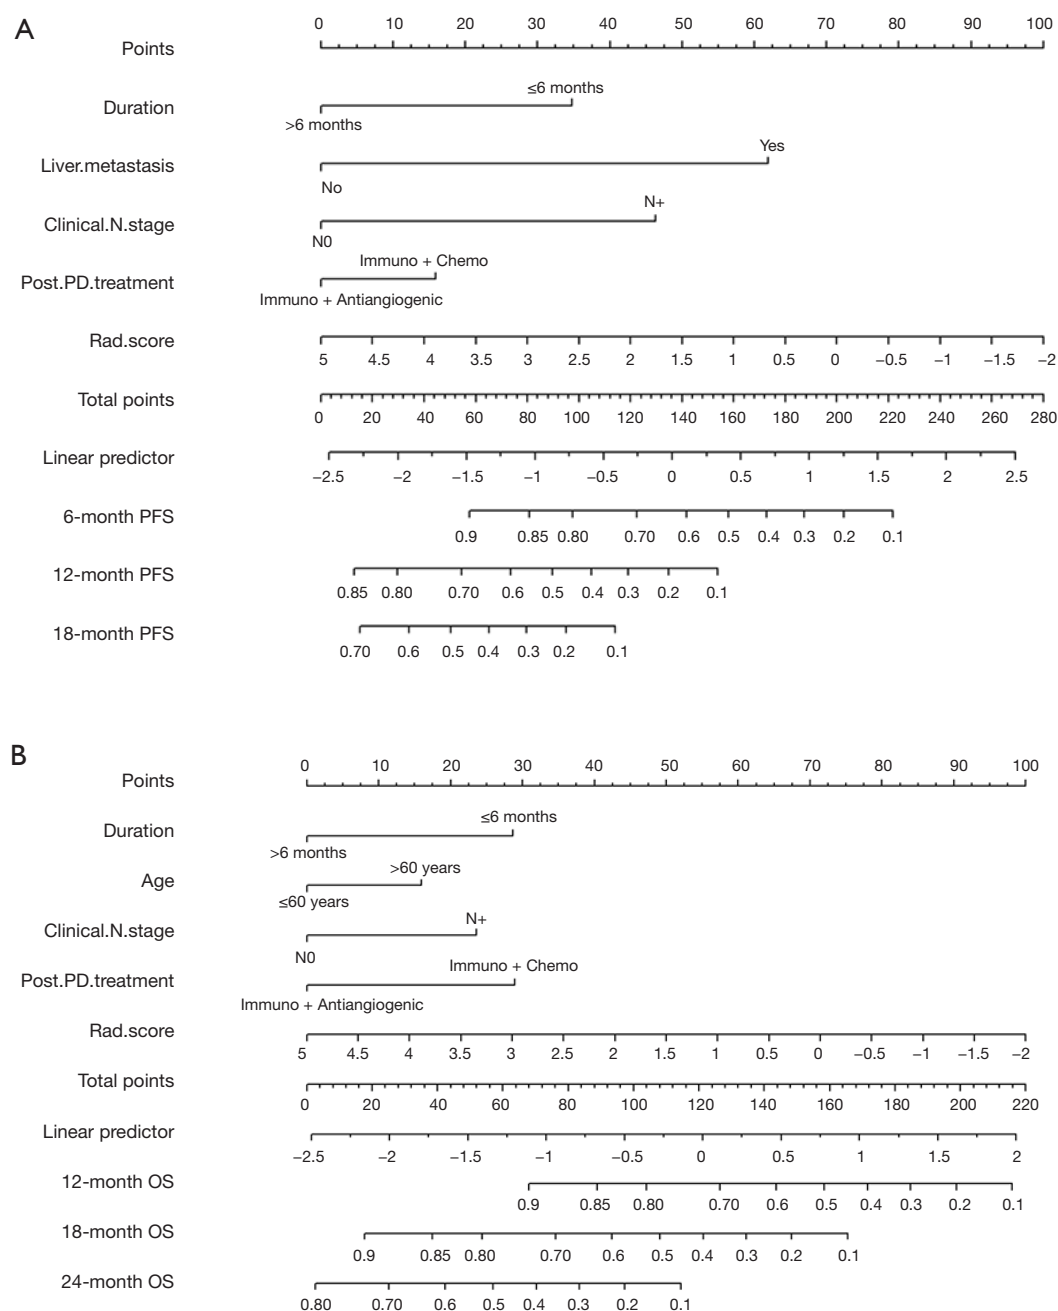 A
0 10 20 30 40 50 60 70 80 90 100
Points
≤6 months
Duration
>6 months
Yes
Liver.metastasis
No
N+
Clinical.N.stage
N0
Immuno + Chemo
Post.PD.treatment
Immuno + Antiangiogenic
Rad.score
5 4.5 4 3.5 3 2.5 2 1.5 1 0.5 0 −0.5 −1 −1.5 −2
Total points
0 20 40 60 80 100 120 140 160 180 200 220 240 260 280
Linear predictor
−2.5 −2 −1.5 −1 −0.5 0 0.5 1 1.5 2 2.5
6-month PFS
0.9 0.85 0.80 0.70 0.6 0.5 0.4 0.3 0.2 0.1
12-month PFS
0.85 0.80 0.70 0.6 0.5 0.4 0.3 0.2 0.1
18-month PFS
0.70 0.6 0.5 0.4 0.3 0.2 0.1
B
0 10 20 30 40 50 60 70 80 90 100
Points
≤6 months
Duration
>6 months
>60 years
Age
≤60 years
N+
Clinical.N.stage
N0
Immuno + Chemo
Post.PD.treatment
Immuno + Antiangiogenic
Rad.score
5 4.5 4 3.5 3 2.5 2 1.5 1 0.5 0 −0.5 −1 −1.5 −2
Total points
0 20 40 60 80 100 120 140 160 180 200 220
Linear predictor
−2.5 −2 −1.5 −1 −0.5 0 0.5 1 1.5 2
12-month OS
0.9 0.85 0.80 0.70 0.6 0.5 0.4 0.3 0.2 0.1
18-month OS
0.9 0.85 0.80 0.70 0.6 0.5 0.4 0.3 0.2 0.1
24-month OS
0.80 0.70 0.6 0.5 0.4 0.3 0.2 0.1